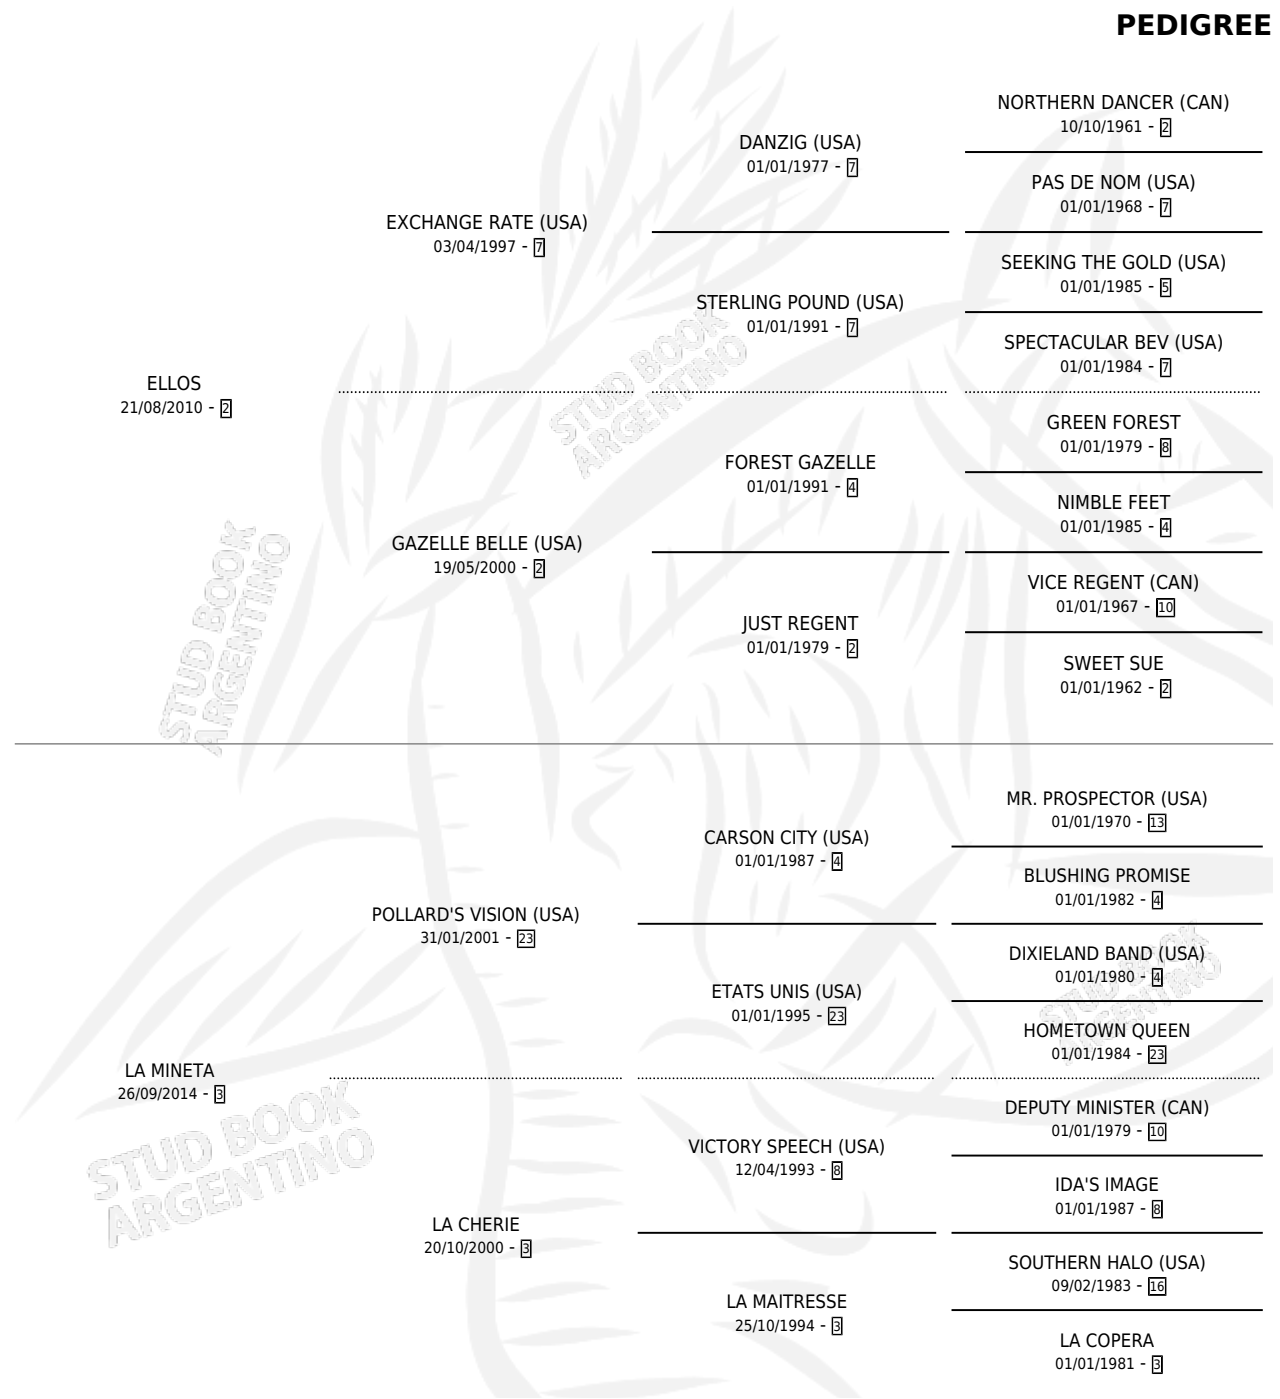 PEDIGREE
NORTHERN DANCER (CAN)
10/10/1961 - 2
DANZIG (USA)
01/01/1977 - 7
PAS DE NOM (USA)
01/01/1968 - 7
EXCHANGE RATE (USA)
03/04/1997 - 7
SEEKING THE GOLD (USA)
01/01/1985 - 5
STERLING POUND (USA)
01/01/1991 - 7
SPECTACULAR BEV (USA)
01/01/1984 - 7
ELLOS
21/08/2010 - 2
GREEN FOREST
01/01/1979 - 8
FOREST GAZELLE
01/01/1991 - 4
NIMBLE FEET
01/01/1985 - 4
GAZELLE BELLE (USA)
19/05/2000 - 2
VICE REGENT (CAN)
01/01/1967 - 10
JUST REGENT
01/01/1979 - 2
SWEET SUE
01/01/1962 - 2
STUD BOOK
ARGENTINO
STUD BOOK
ARGENTINO
MR. PROSPECTOR (USA)
01/01/1970 - 13
CARSON CITY (USA)
01/01/1987 - 4
BLUSHING PROMISE
01/01/1982 - 4
POLLARD'S VISION (USA)
31/01/2001 - 23
DIXIELAND BAND (USA)
01/01/1980 - 4
ETATS UNIS (USA)
01/01/1995 - 23
HOMETOWN QUEEN
01/01/1984 - 23
LA MINETA
26/09/2014 - 3
DEPUTY MINISTER (CAN)
01/01/1979 - 10
VICTORY SPEECH (USA)
12/04/1993 - 8
IDA'S IMAGE
01/01/1987 - 8
LA CHERIE
20/10/2000 - 3
SOUTHERN HALO (USA)
09/02/1983 - 16
LA MAITRESSE
25/10/1994 - 3
LA COPERA
01/01/1981 - 3
STUD BOOK
ARGENTINO
STUD BOOK
ARGENTINO